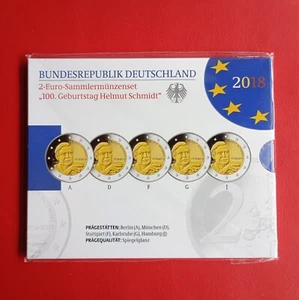 BUNDESREPUBLIK DEUTSCHLAND
2-Euro-Sammlermünzenset
„100. Geburtstag Helmut Schmidt“
2018
A D F G J
PRÄGESTÄTTEN: Berlin (A), München (D),
Stuttgart (F), Karlsruhe (G), Hamburg (J)
PRÄGEQUALITÄT: Spiegelglanz